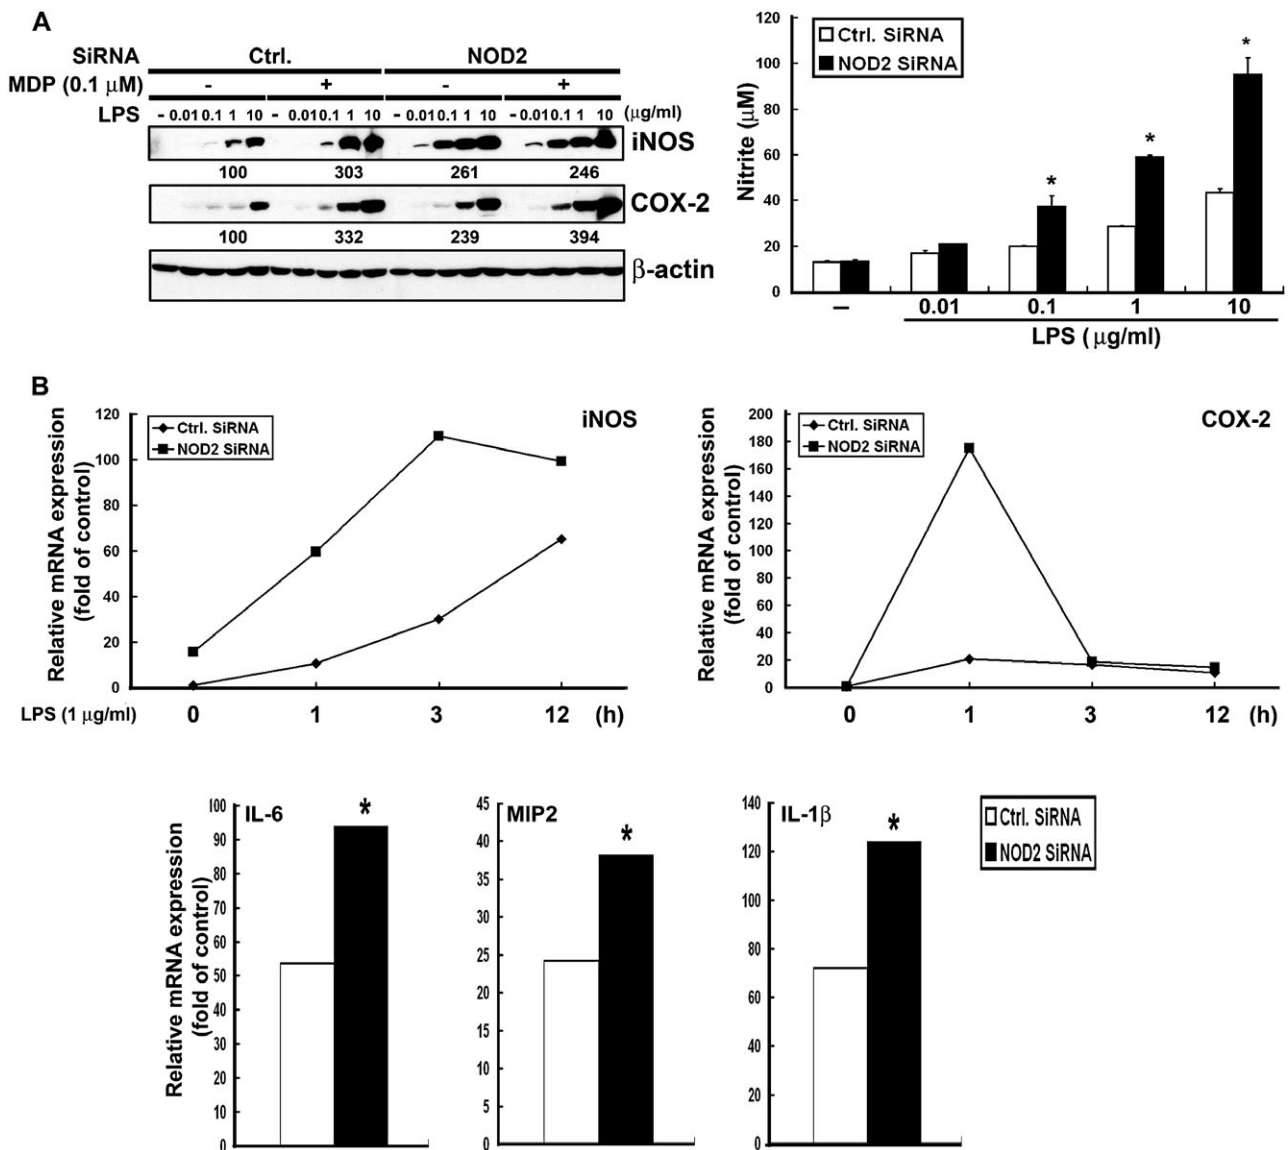 A
SiRNA Ctrl. NOD2
MDP (0.1 µM) - + - +
LPS - 0.01 0.1 1 10 - 0.01 0.1 1 10 - 0.01 0.1 1 10 - 0.01 0.1 1 10 (µg/ml)
iNOS
100 303 261 246
COX-2
100 332 239 394
β-actin
Nitrite (µM)
120
100
80
60
40
20
0
Ctrl. SiRNA
NOD2 SiRNA
* * *
– 0.01 0.1 1 10
LPS (µg/ml)
B
Relative mRNA expression
(fold of control)
120
100
80
60
40
20
0
Ctrl. SiRNA
NOD2 SiRNA
iNOS
LPS (1 µg/ml) 0 1 3 12 (h)
Relative mRNA expression
(fold of control)
200
180
160
140
120
100
80
60
40
20
0
Ctrl. SiRNA
NOD2 SiRNA
COX-2
0 1 3 12 (h)
Relative mRNA expression
(fold of control)
100
90
80
70
60
50
40
30
20
10
0
IL-6
*
45
40
35
30
25
20
15
10
5
0
MIP2
*
140
120
100
80
60
40
20
0
IL-1β
*
Ctrl. SiRNA
NOD2 SiRNA